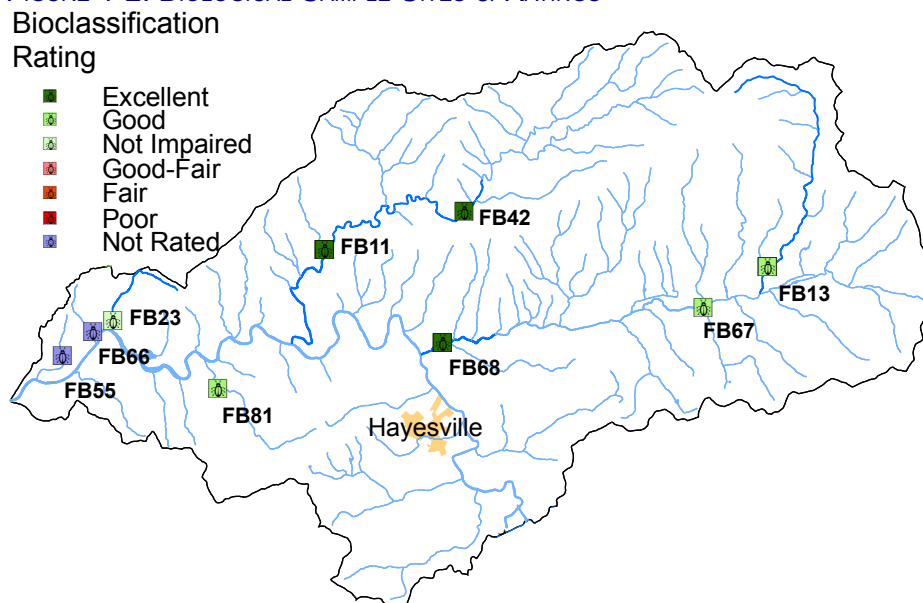 Bioclassification
Rating
Excellent
Good
Not Impaired
Good-Fair
Fair
Poor
Not Rated
FB42
FB11
FB13
FB23
FB67
FB66
FB68
FB55
FB81
Hayesville